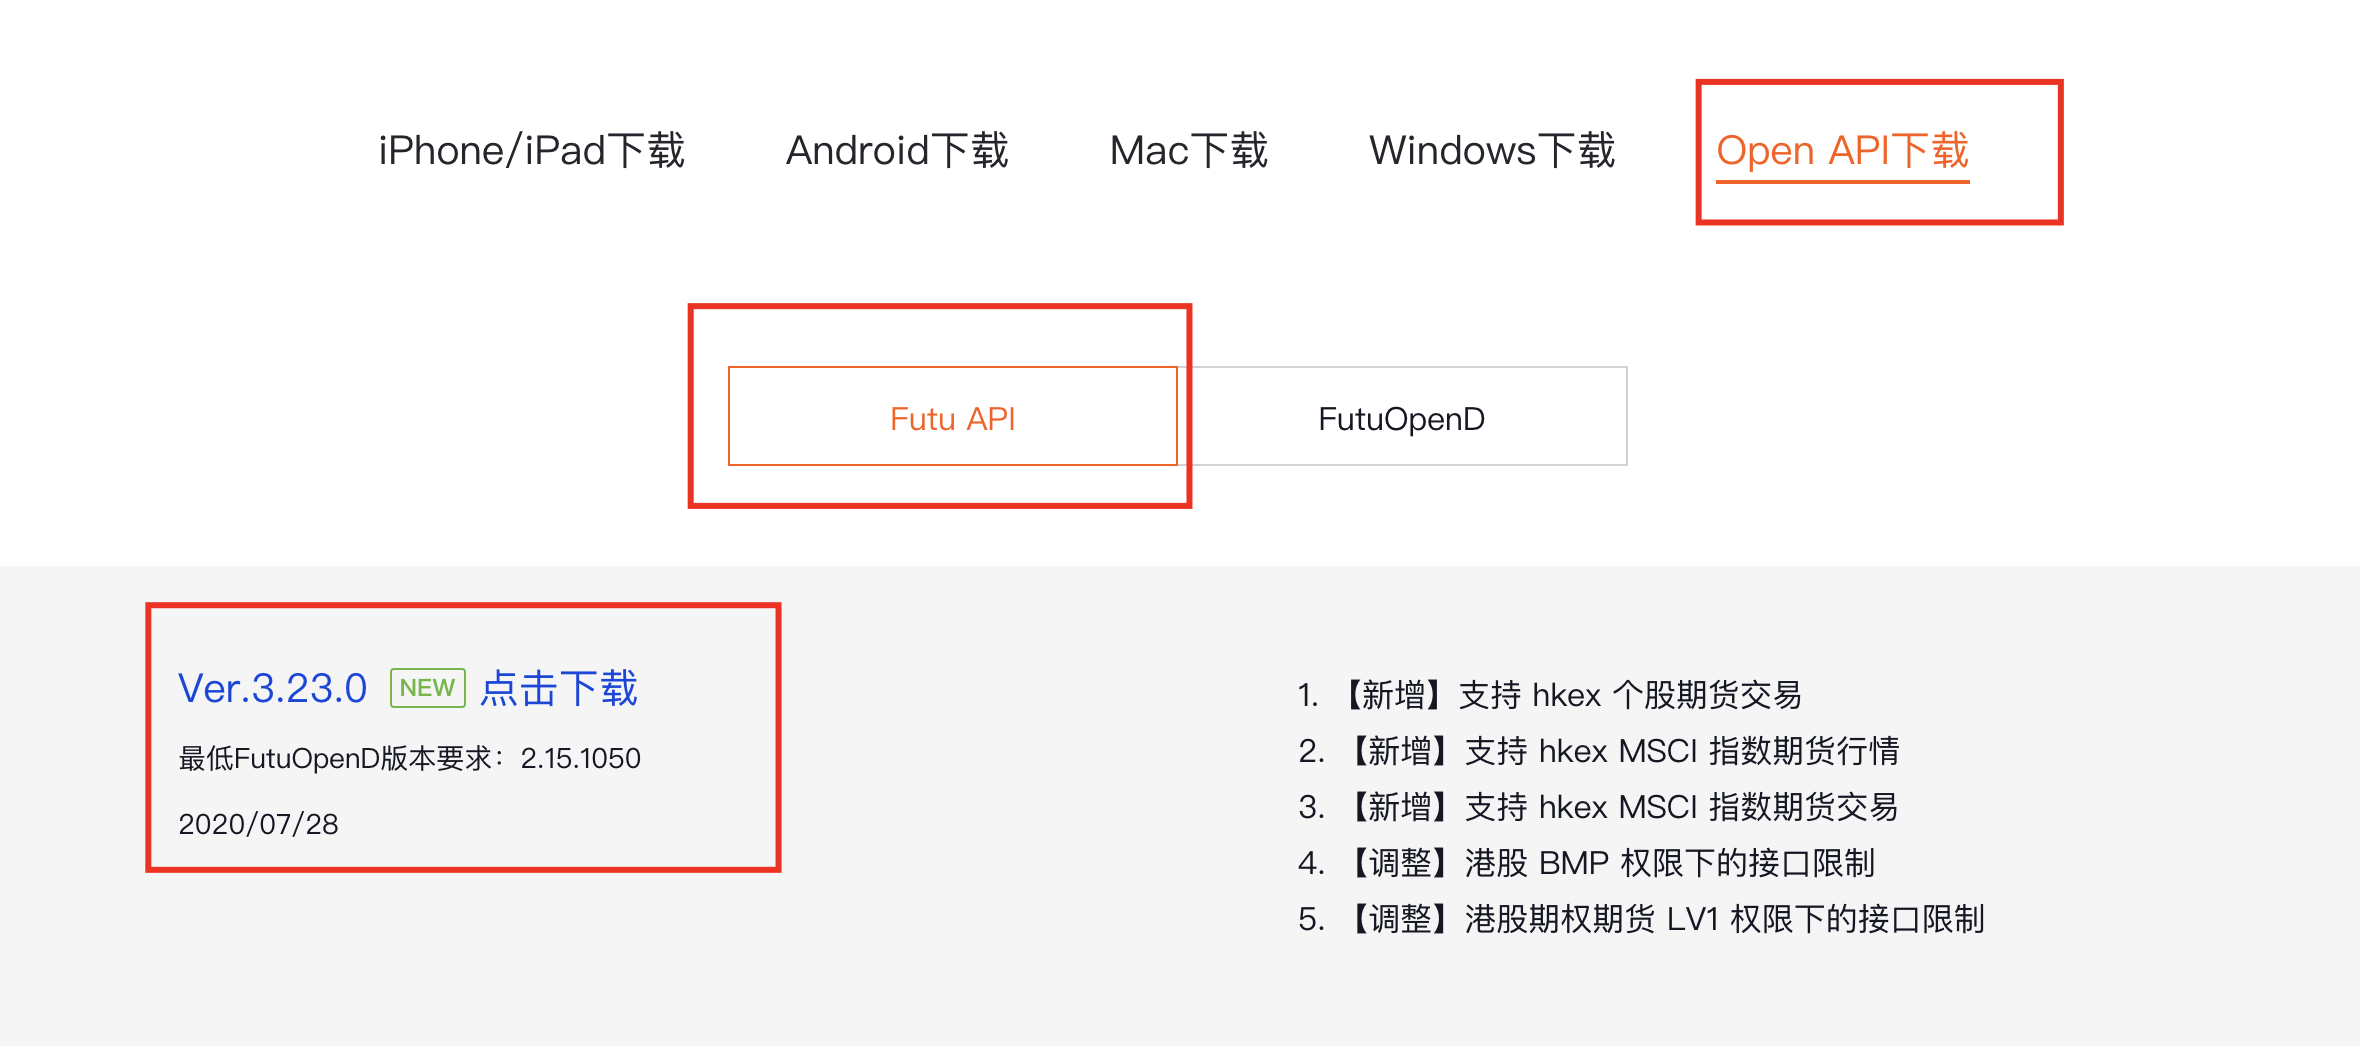 iPhone/iPad下载 Android下载 Mac下载 Windows下载 Open API下载
Futu API FutuOpenD
Ver.3.23.0 NEW 点击下载
最低FutuOpenD版本要求：2.15.1050
2020/07/28
1. 【新增】支持 hkex 个股期货交易
2. 【新增】支持 hkex MSCI 指数期货行情
3. 【新增】支持 hkex MSCI 指数期货交易
4. 【调整】港股 BMP 权限下的接口限制
5. 【调整】港股期权期货 LV1 权限下的接口限制